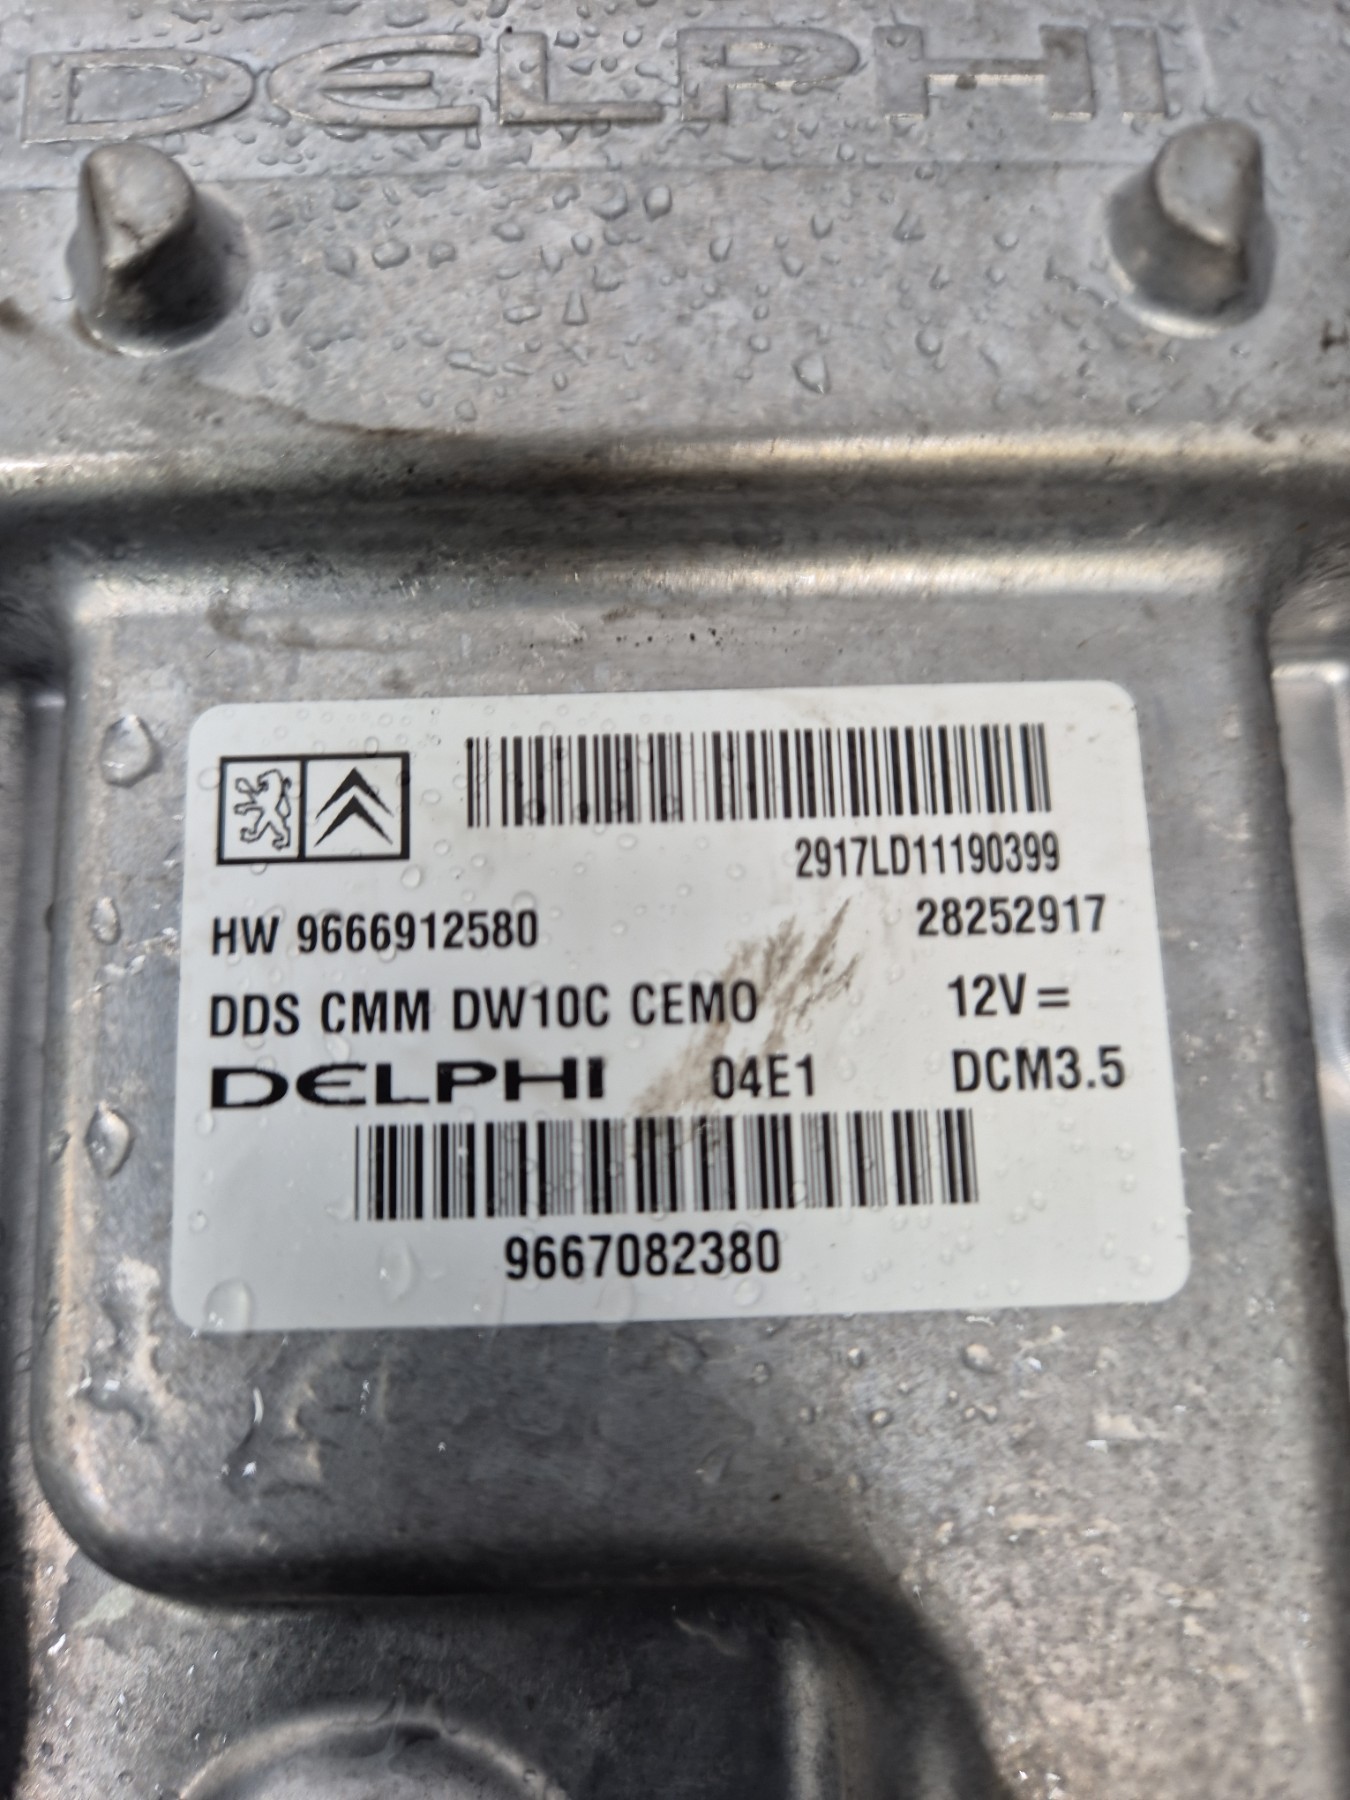 DELPHI
2917LD11190399
HW 9666912580
28252917
DDS CMM DW10C CEMO
12V=
DELPHI 04E1 DCM3.5
9667082380